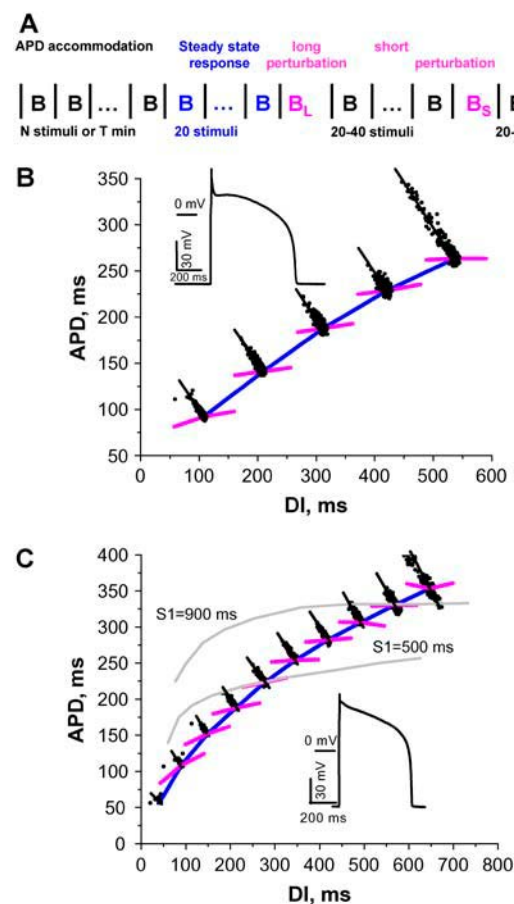 A
APD accommodation Steady state response long perturbation short perturbation
B B ... B B ... B B_L B ... B B_S B
N stimuli or T min 20 stimuli 20-40 stimuli 20-
B
350
300
250
200
150
100
50
APD, ms
0 mV
30 mV
200 ms
0 100 200 300 400 500 600
DI, ms
C
400
350
300
250
200
150
100
50
0
APD, ms
S1=900 ms
S1=500 ms
0 mV
30 mV
200 ms
0 100 200 300 400 500 600 700 800
DI, ms